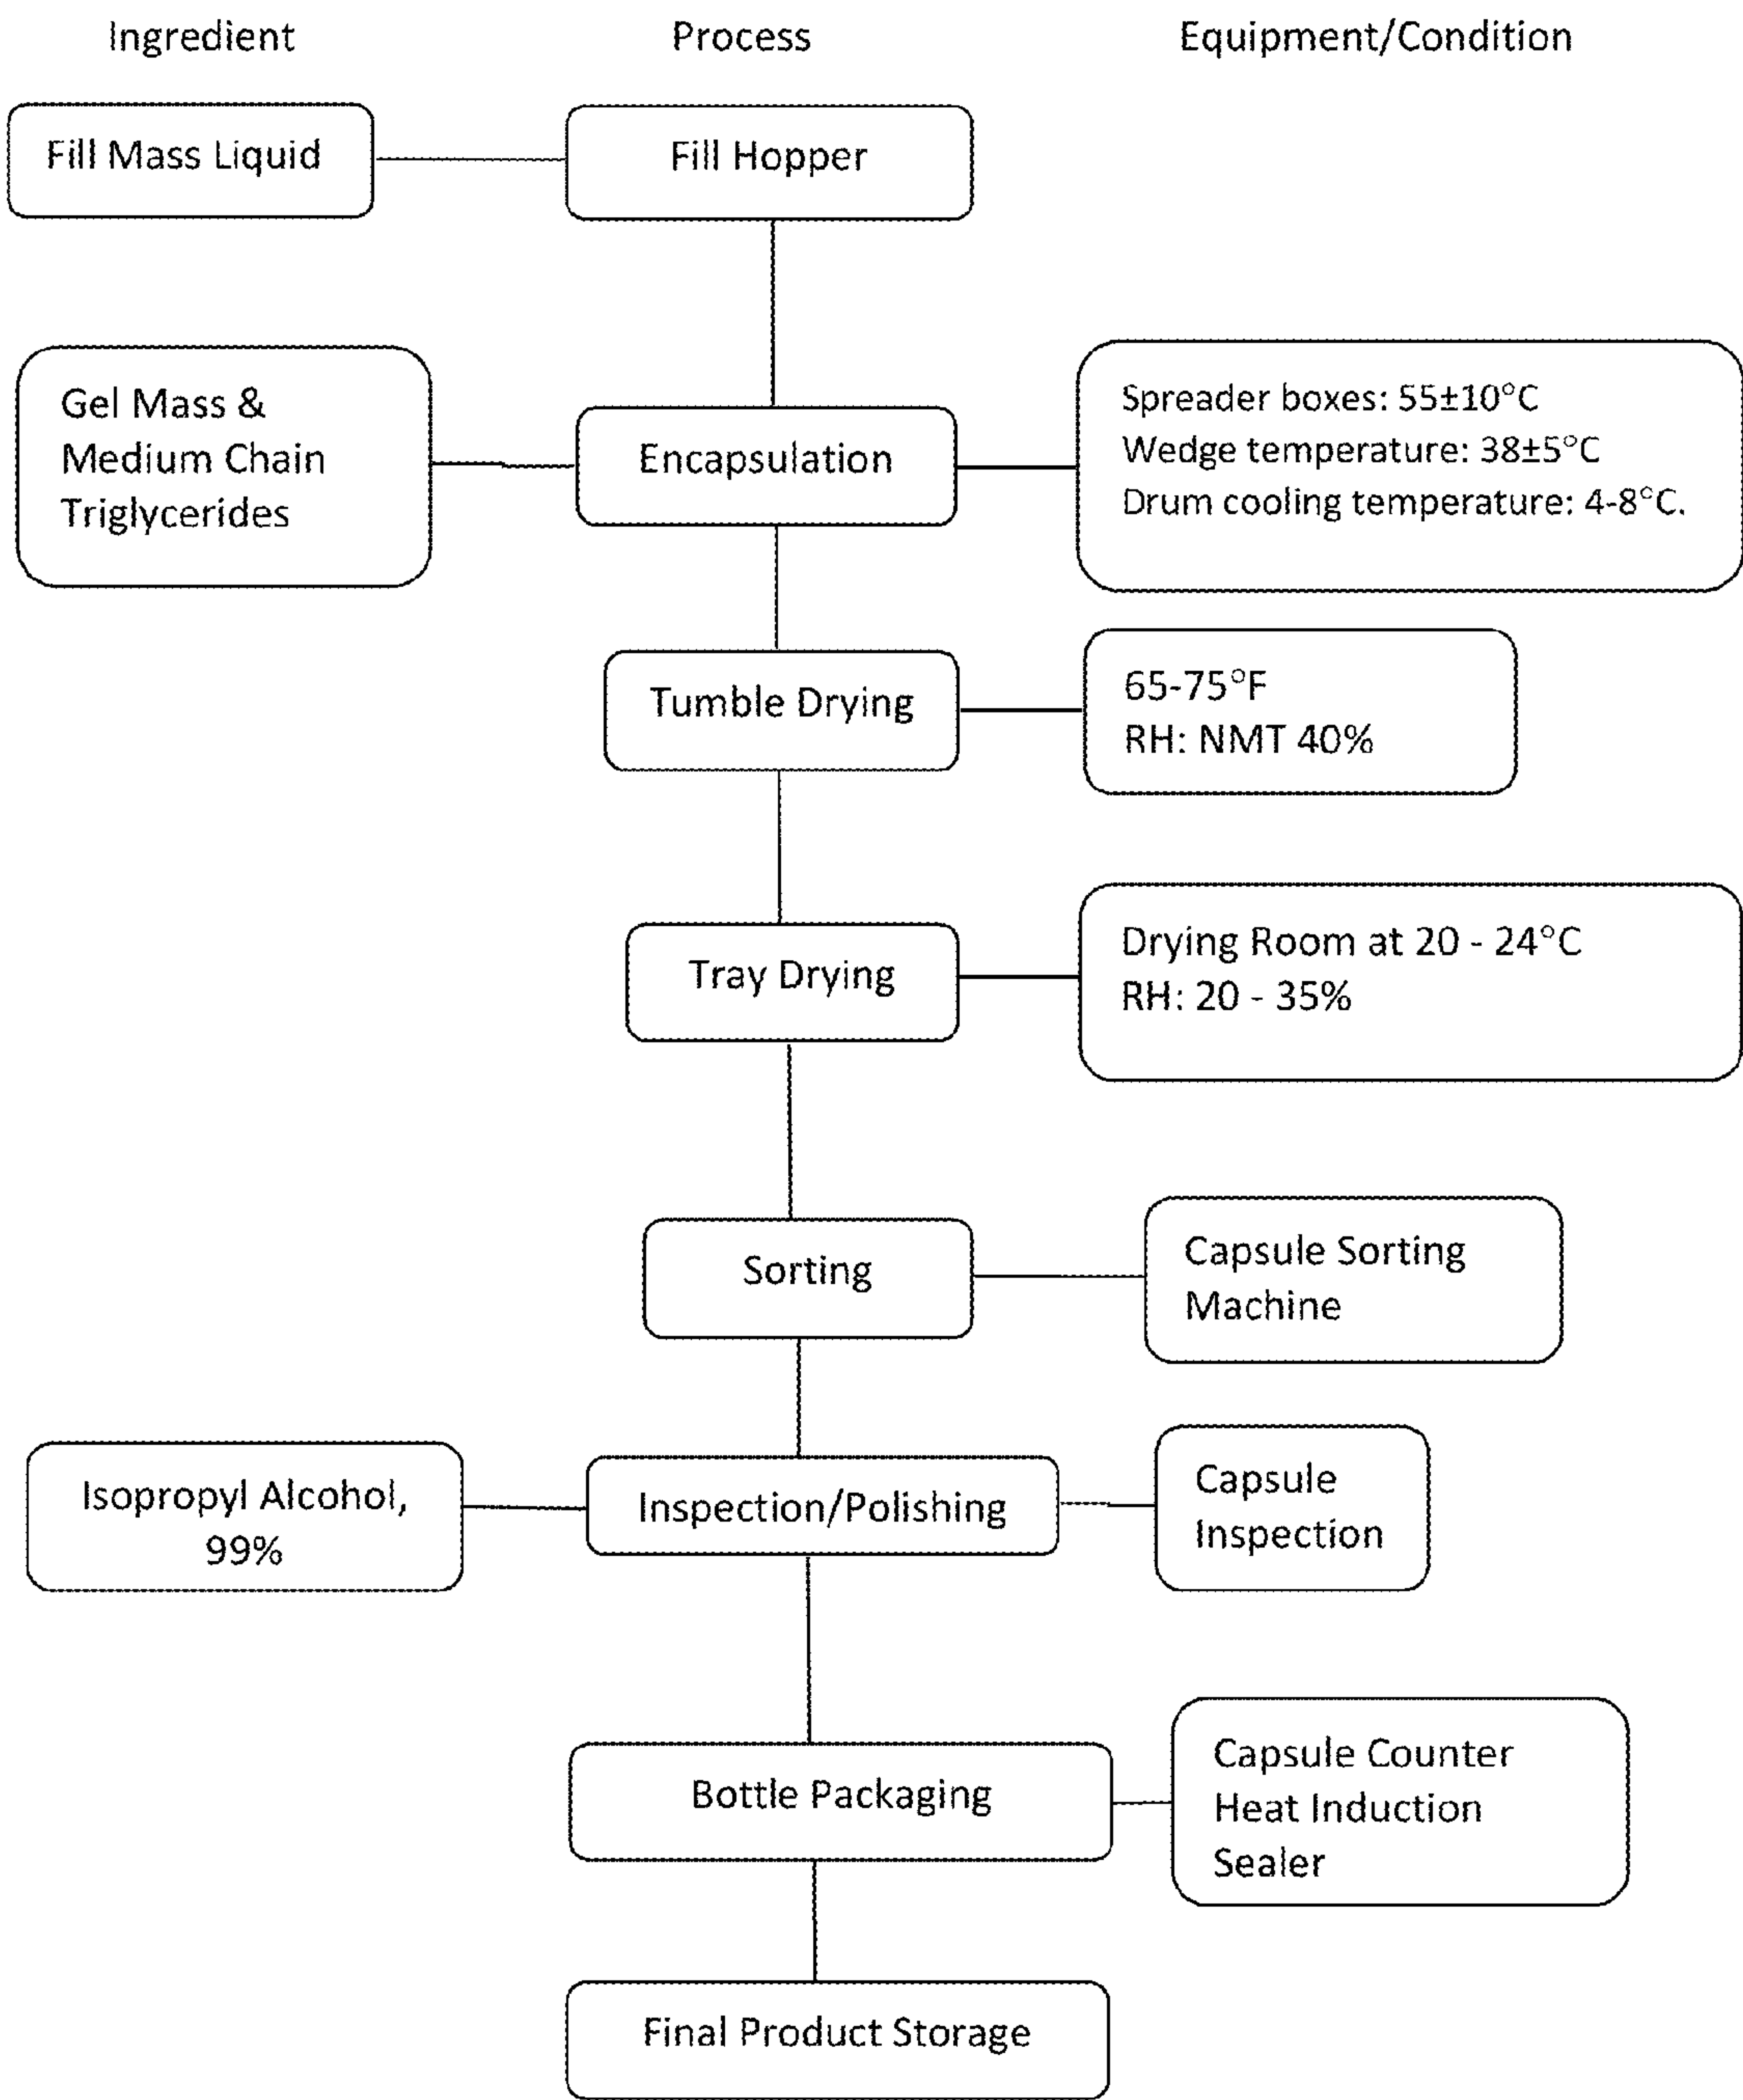 Ingredient
Process
Equipment/Condition
Fill Mass Liquid
Fill Hopper
Gel Mass &
Medium Chain
Triglycerides
Encapsulation
Spreader boxes: 55±10°C
Wedge temperature: 38±5°C
Drum cooling temperature: 4-8°C.
Tumble Drying
65-75°F
RH: NMT 40%
Tray Drying
Drying Room at 20 - 24°C
RH: 20 - 35%
Sorting
Capsule Sorting
Machine
Isopropyl Alcohol,
99%
Inspection/Polishing
Capsule
Inspection
Bottle Packaging
Capsule Counter
Heat Induction
Sealer
Final Product Storage